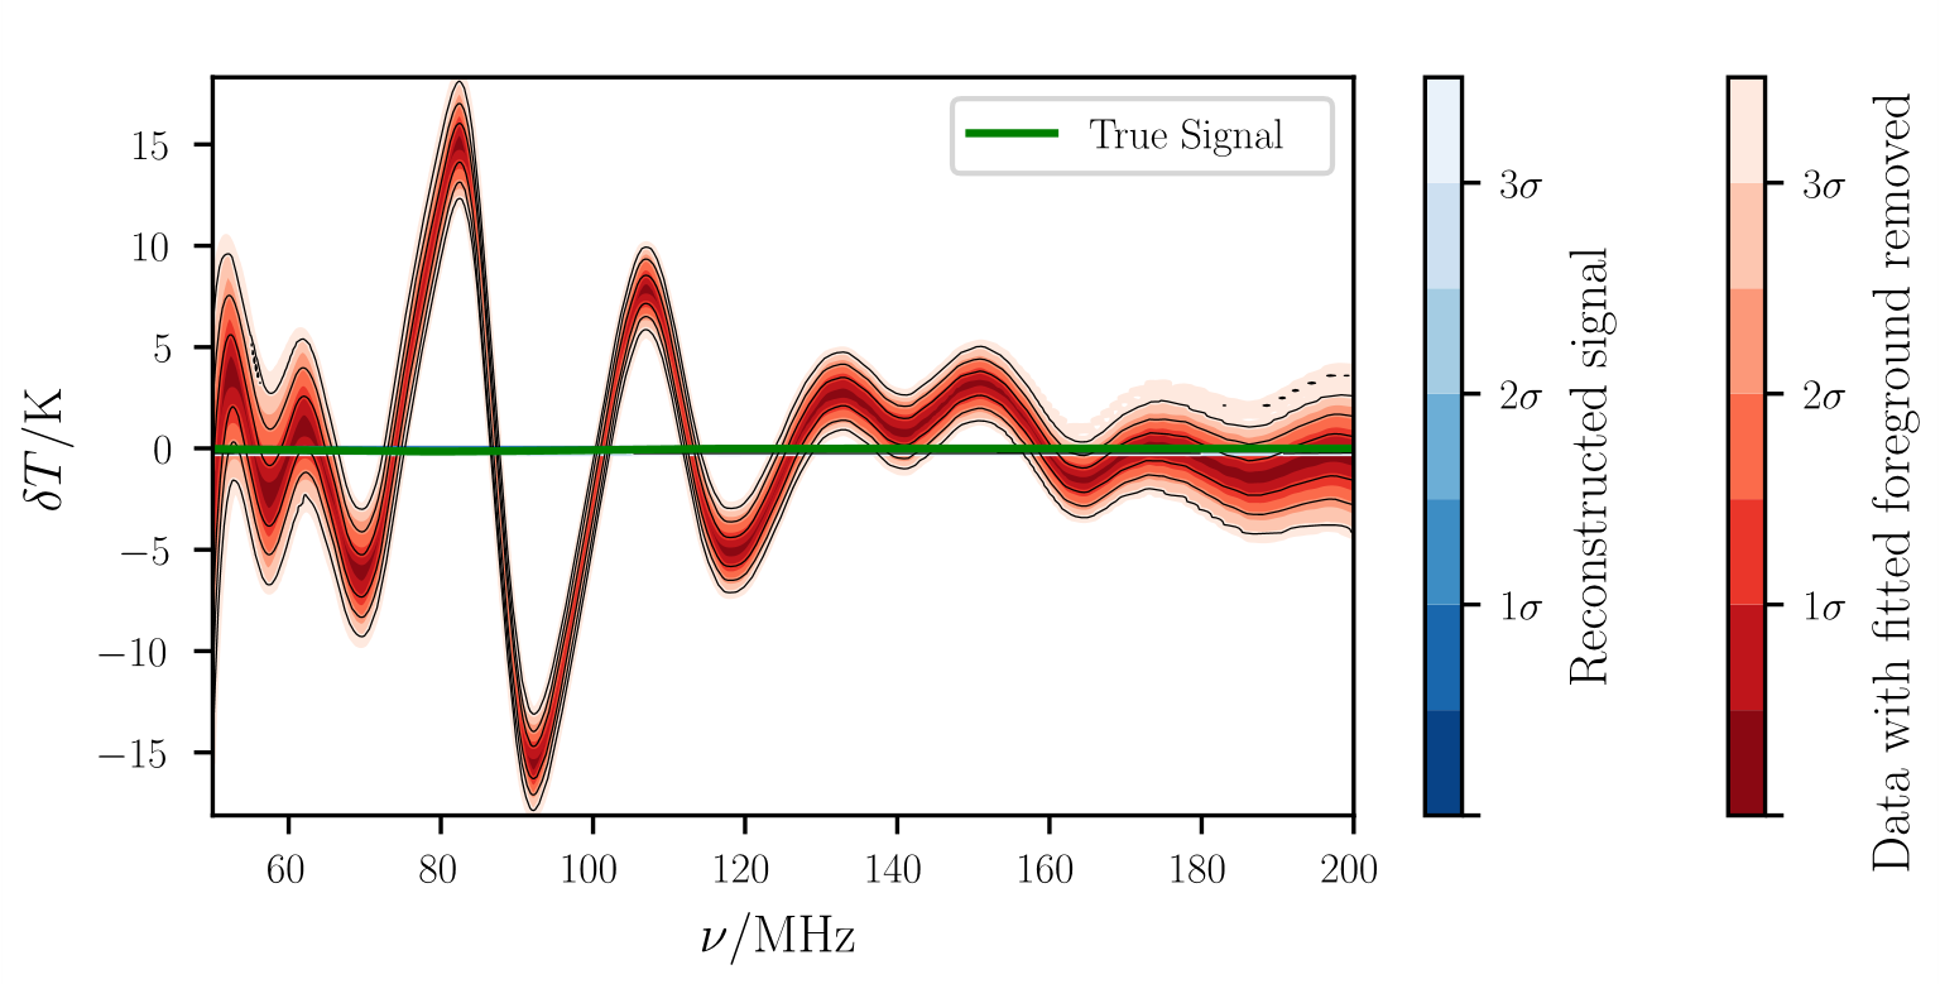 True Signal
15
10
5
0
−5
−10
−15
δT/K
60 80 100 120 140 160 180 200
ν/MHz
3σ
2σ
1σ
Reconstructed signal
3σ
2σ
1σ
Data with fitted foreground removed